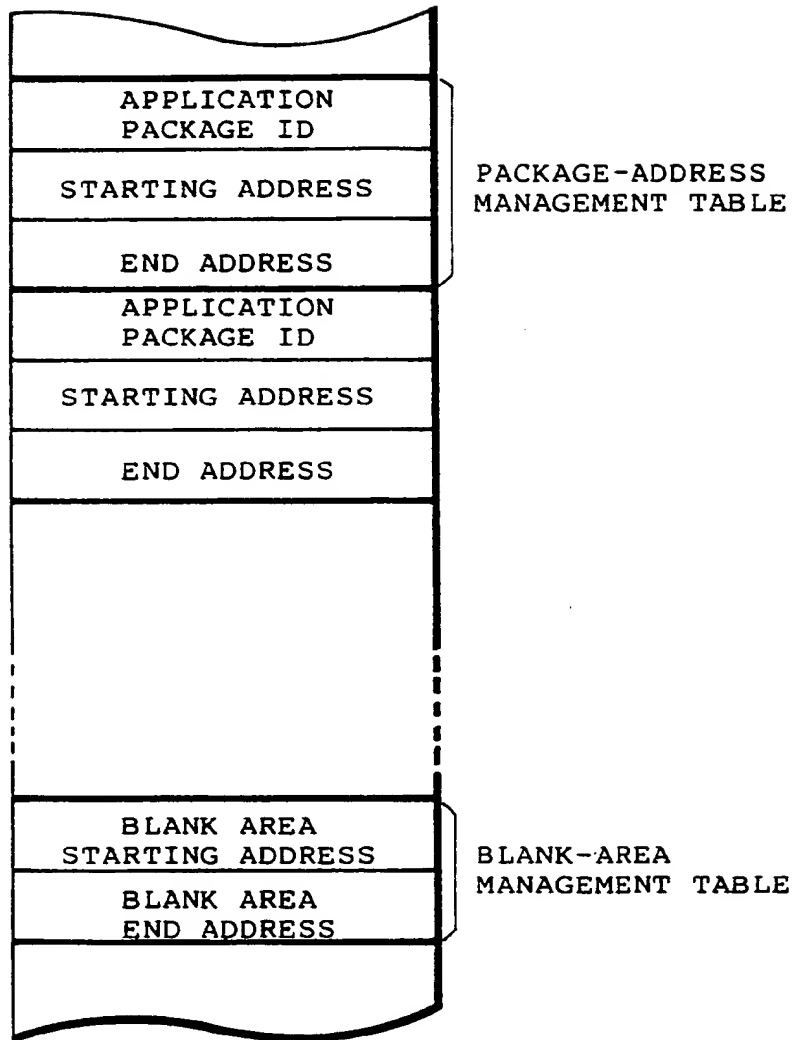 APPLICATION
PACKAGE ID
STARTING ADDRESS
END ADDRESS
PACKAGE-ADDRESS
MANAGEMENT TABLE
APPLICATION
PACKAGE ID
STARTING ADDRESS
END ADDRESS
BLANK AREA
STARTING ADDRESS
BLANK AREA
END ADDRESS
BLANK-AREA
MANAGEMENT TABLE